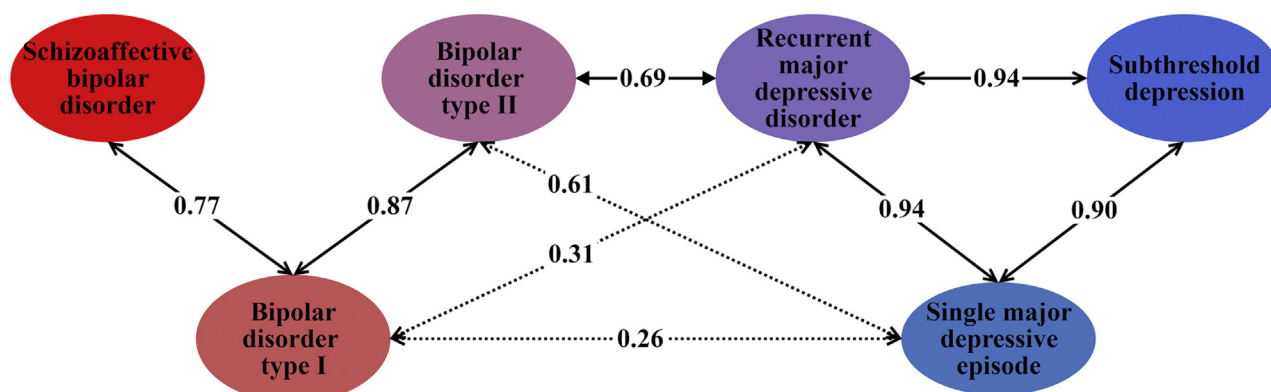 Schizoaffective
bipolar
disorder
Bipolar
disorder
type II
0.69
Recurrent
major
depressive
disorder
0.94
Subthreshold
depression
0.77
0.87
0.61
0.31
0.94
0.90
Bipolar
disorder
type I
0.26
Single major
depressive
episode